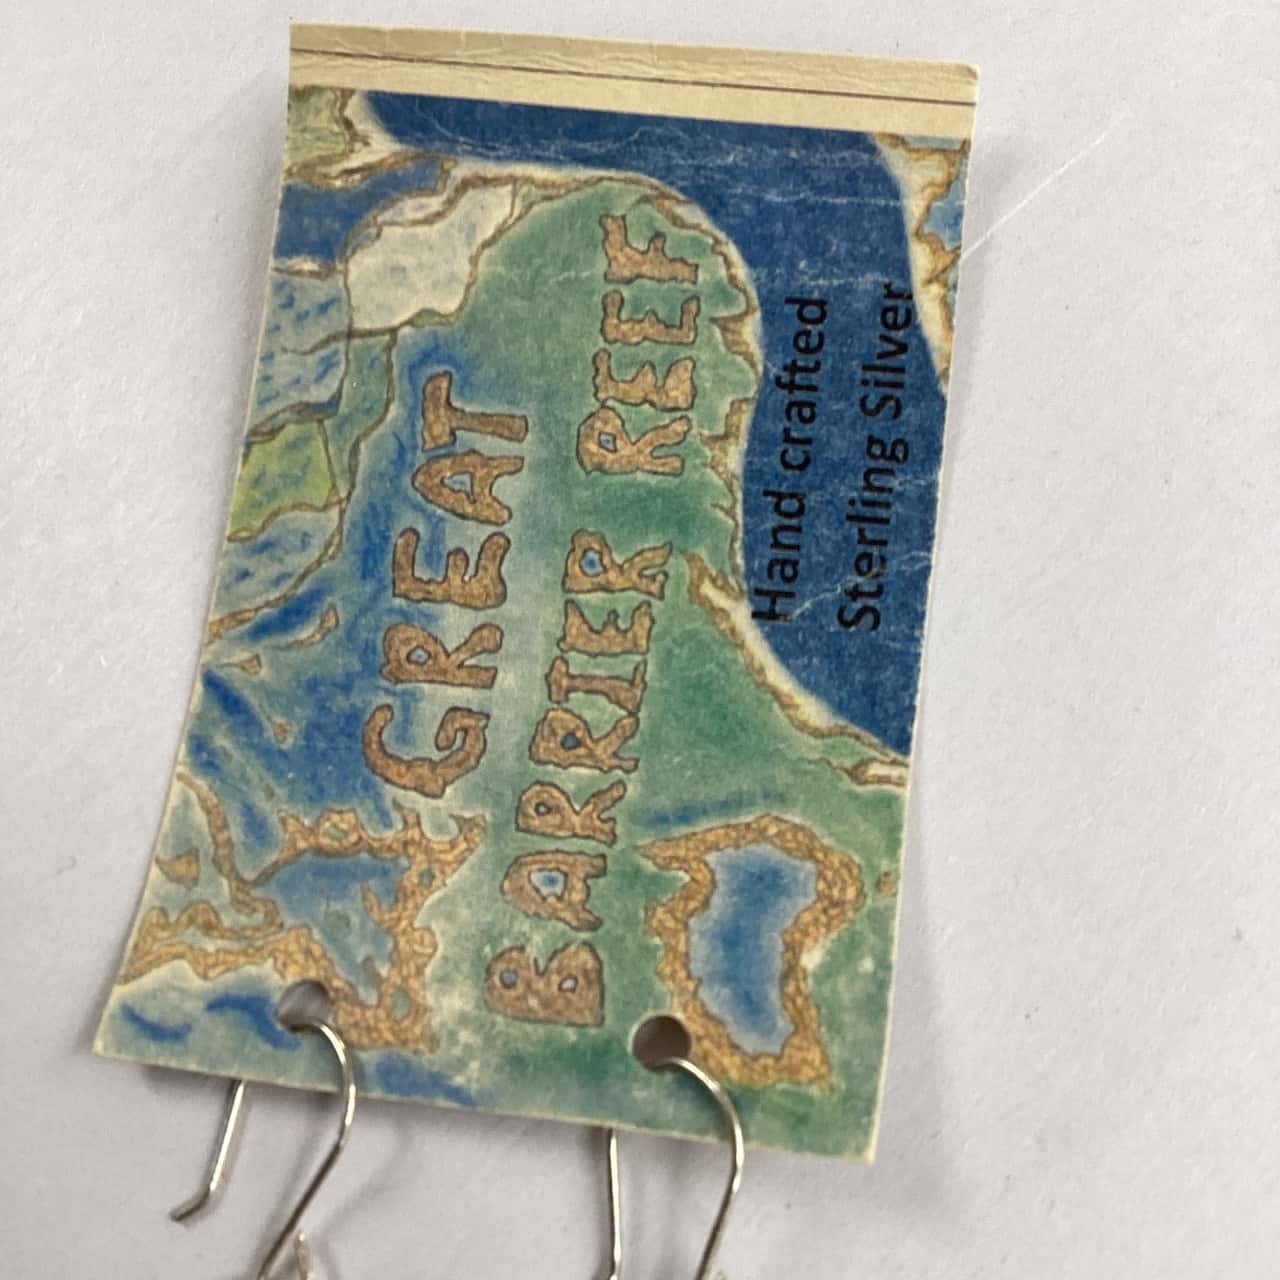 GREAT
BARRIER REEF
Hand crafted
Sterling Silver